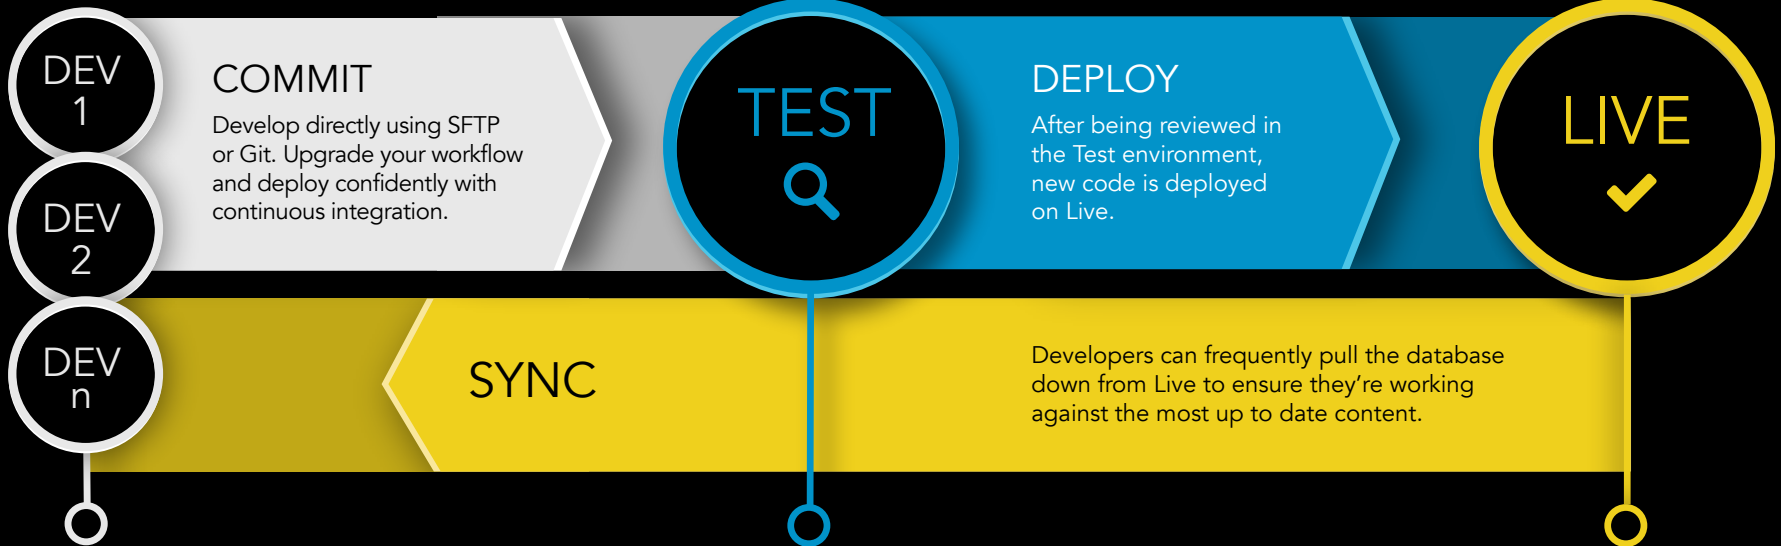 DEV
1
DEV
2
DEV
n
COMMIT
Develop directly using SFTP
or Git. Upgrade your workflow
and deploy confidently with
continuous integration.
TEST
DEPLOY
After being reviewed in
the Test environment,
new code is deployed
on Live.
LIVE
SYNC
Developers can frequently pull the database
down from Live to ensure they’re working
against the most up to date content.